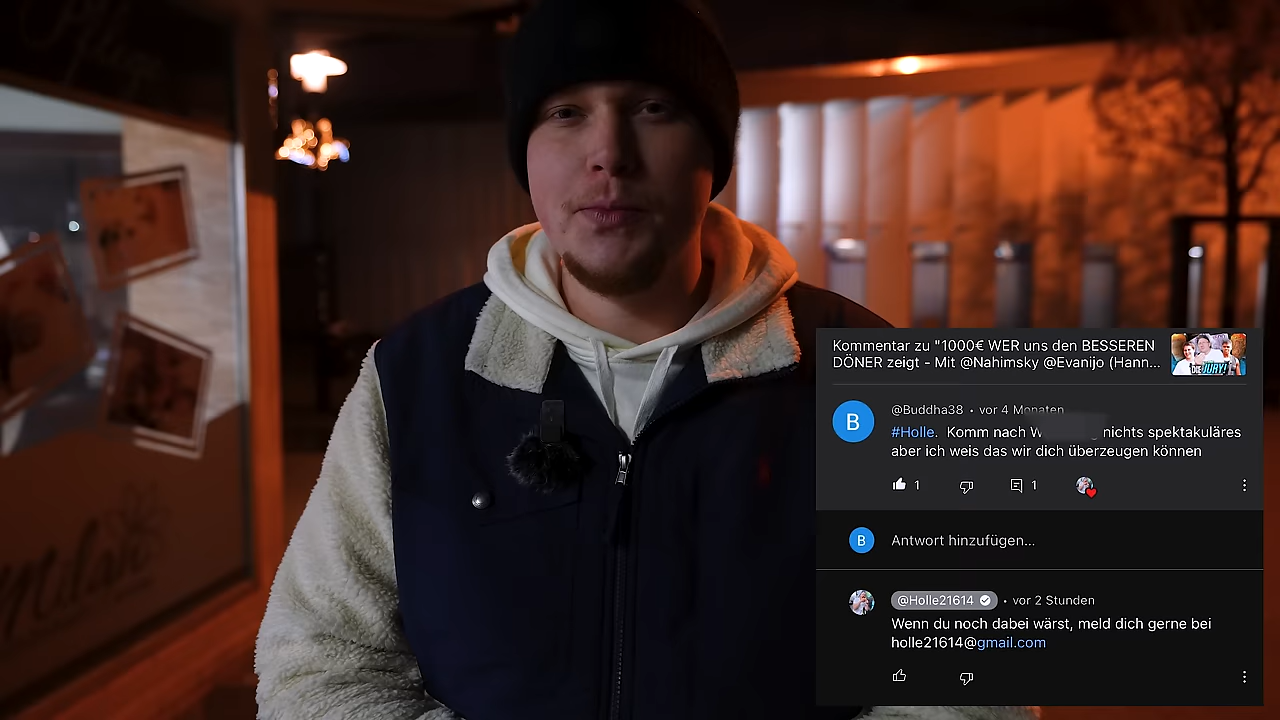 Kommentar zu "1000€ WER uns den BESSEREN
DÖNER zeigt - Mit @Nahimsky @Evanijo (Hann...
DIE JURY!
B
@Buddha38 • vor 4 Monaten
#Holle. Komm nach W nichts spektakuläres
aber ich weis das wir dich überzeugen können
1
1
B
Antwort hinzufügen...
@Holle21614 • vor 2 Stunden
Wenn du noch dabei wärst, meld dich gerne bei
holle21614@gmail.com